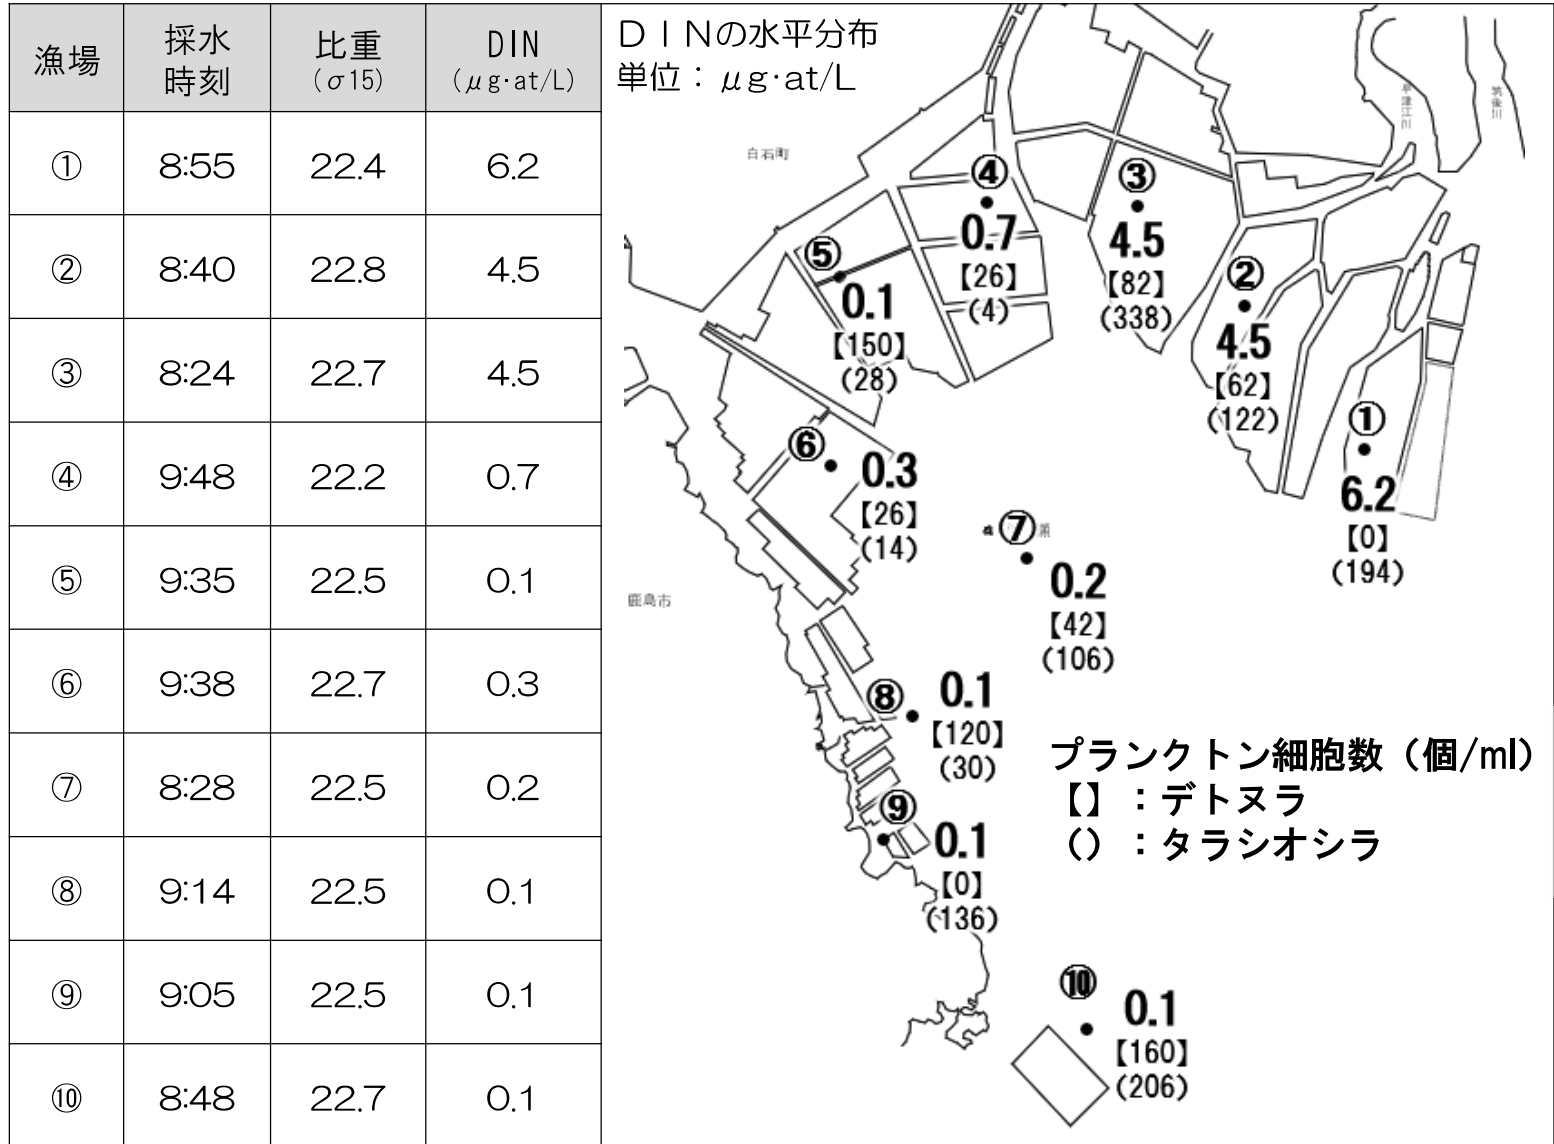 漁場 採水時刻 比重(σ15) DIN(μg·at/L)
① 8:55 22.4 6.2
② 8:40 22.8 4.5
③ 8:24 22.7 4.5
④ 9:48 22.2 0.7
⑤ 9:35 22.5 0.1
⑥ 9:38 22.7 0.3
⑦ 8:28 22.5 0.2
⑧ 9:14 22.5 0.1
⑨ 9:05 22.5 0.1
⑩ 8:48 22.7 0.1
DINの水平分布
単位：μg·at/L
早津江川
筑後川
白石町
④
0.7
【26】
(4)
③
4.5
【82】
(338)
⑤
0.1
【150】
(28)
②
4.5
【62】
(122)
①
6.2
【0】
(194)
⑥
0.3
【26】
(14)
⑦
0.2
【42】
(106)
鹿島市
⑧
0.1
【120】
(30)
⑨
0.1
【0】
(136)
⑩
0.1
【160】
(206)
プランクトン細胞数（個/ml）
【】：デトヌラ
（）：タラシオシラ